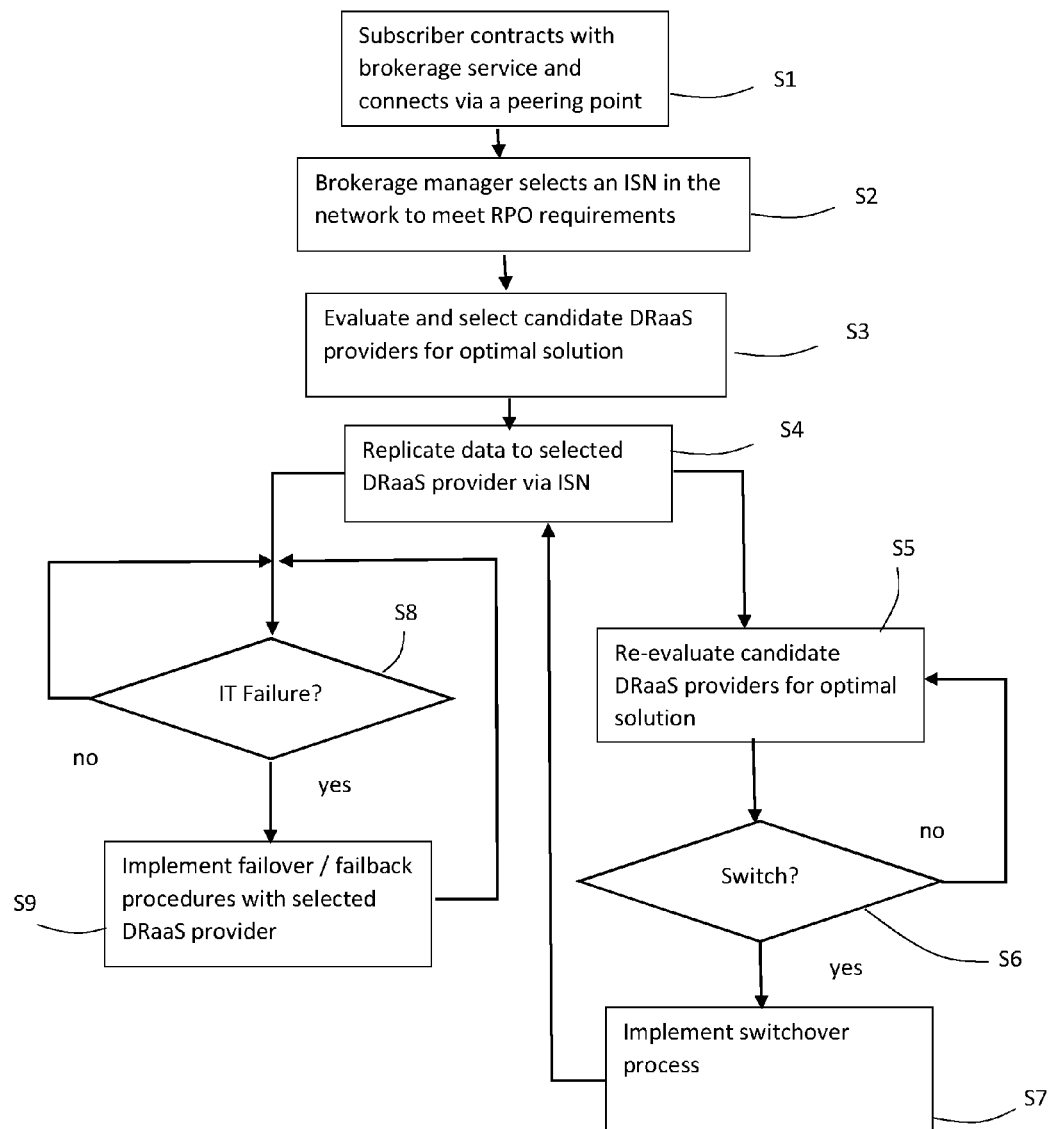 Subscriber contracts with
brokerage service and
connects via a peering point
S1
Brokerage manager selects an ISN in the
network to meet RPO requirements
S2
Evaluate and select candidate DRaaS
providers for optimal solution
S3
Replicate data to selected
DRaaS provider via ISN
S4
S5
Re-evaluate candidate
DRaaS providers for optimal
solution
S8
IT Failure?
no
yes
Switch?
no
S6
yes
Implement failover / failback
procedures with selected
DRaaS provider
S9
Implement switchover
process
S7